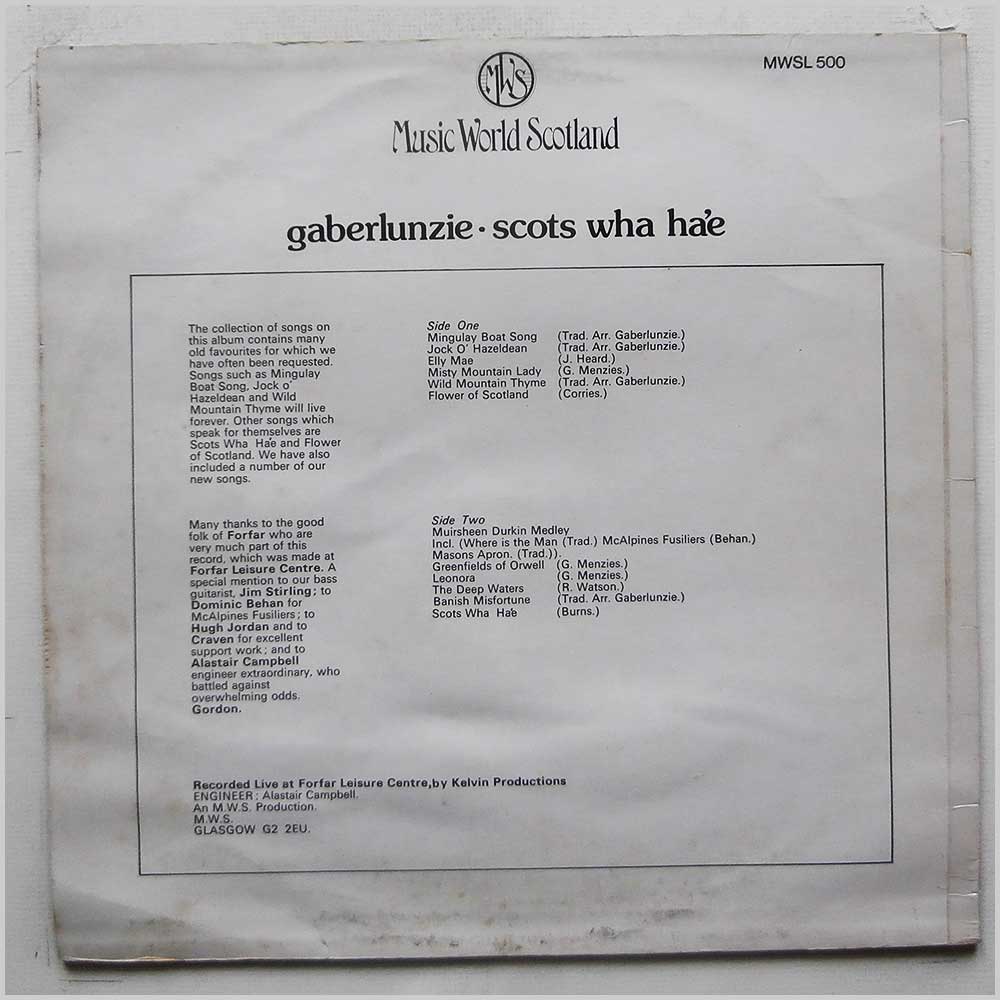 MWS
MWSL 500
Music World Scotland
gaberlunzie · scots wha ha'e
The collection of songs on
this album contains many
old favourites for which we
have often been requested.
Songs such as Mingulay
Boat Song, Jock o'
Hazeldean and Wild
Mountain Thyme will live
forever. Other songs which
speak for themselves are
Scots Wha Ha'e and Flower
of Scotland. We have also
included a number of our
new songs.
Side One
Mingulay Boat Song (Trad. Arr. Gaberlunzie.)
Jock O' Hazeldean (Trad. Arr. Gaberlunzie.)
Elly Mae (J. Heard.)
Misty Mountain Lady (G. Menzies.)
Wild Mountain Thyme (Trad. Arr. Gaberlunzie.)
Flower of Scotland (Corries.)
Many thanks to the good
folk of Forfar who are
very much part of this
record, which was made at
Forfar Leisure Centre. A
special mention to our bass
guitarist, Jim Stirling; to
Dominic Behan for
McAlpines Fusiliers; to
Hugh Jordan and to
Craven for excellent
support work; and to
Alastair Campbell
engineer extraordinary, who
battled against
overwhelming odds.
Gordon.
Side Two
Muirsheen Durkin Medley
Incl. (Where is the Man (Trad.) McAlpines Fusiliers (Behan.)
Masons Apron. (Trad.)).
Greenfields of Orwell (G. Menzies.)
Leonora (G. Menzies.)
The Deep Waters (R. Watson.)
Banish Misfortune (Trad. Arr. Gaberlunzie.)
Scots Wha Ha'e (Burns.)
Recorded Live at Forfar Leisure Centre,by Kelvin Productions
ENGINEER: Alastair Campbell.
An M.W.S. Production.
M.W.S.
GLASGOW G2 2EU.